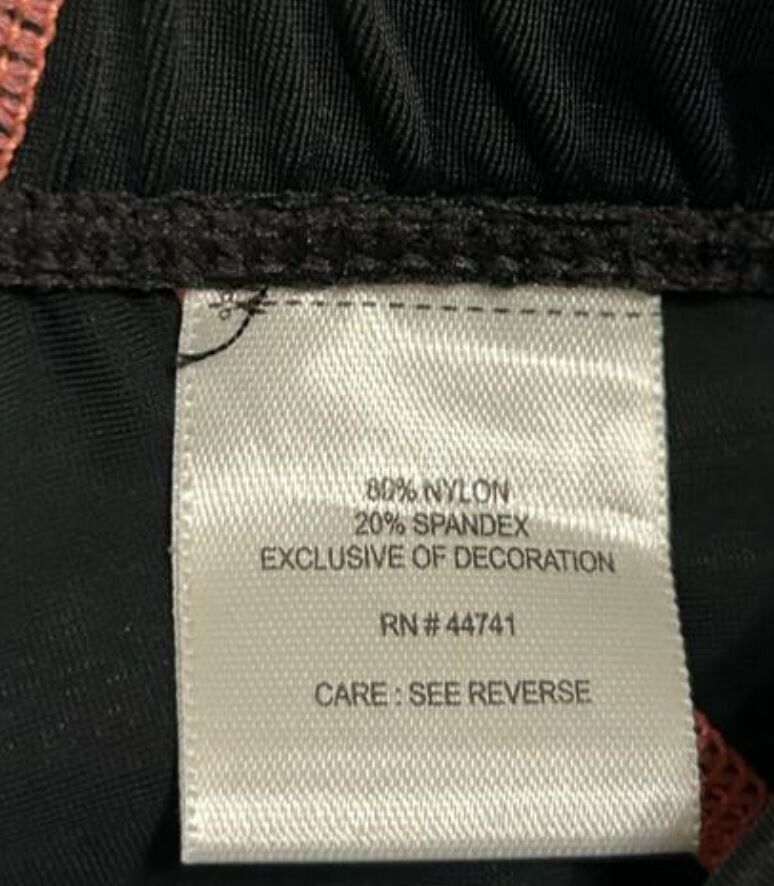 80% NYLON
20% SPANDEX
EXCLUSIVE OF DECORATION
RN # 44741
CARE : SEE REVERSE